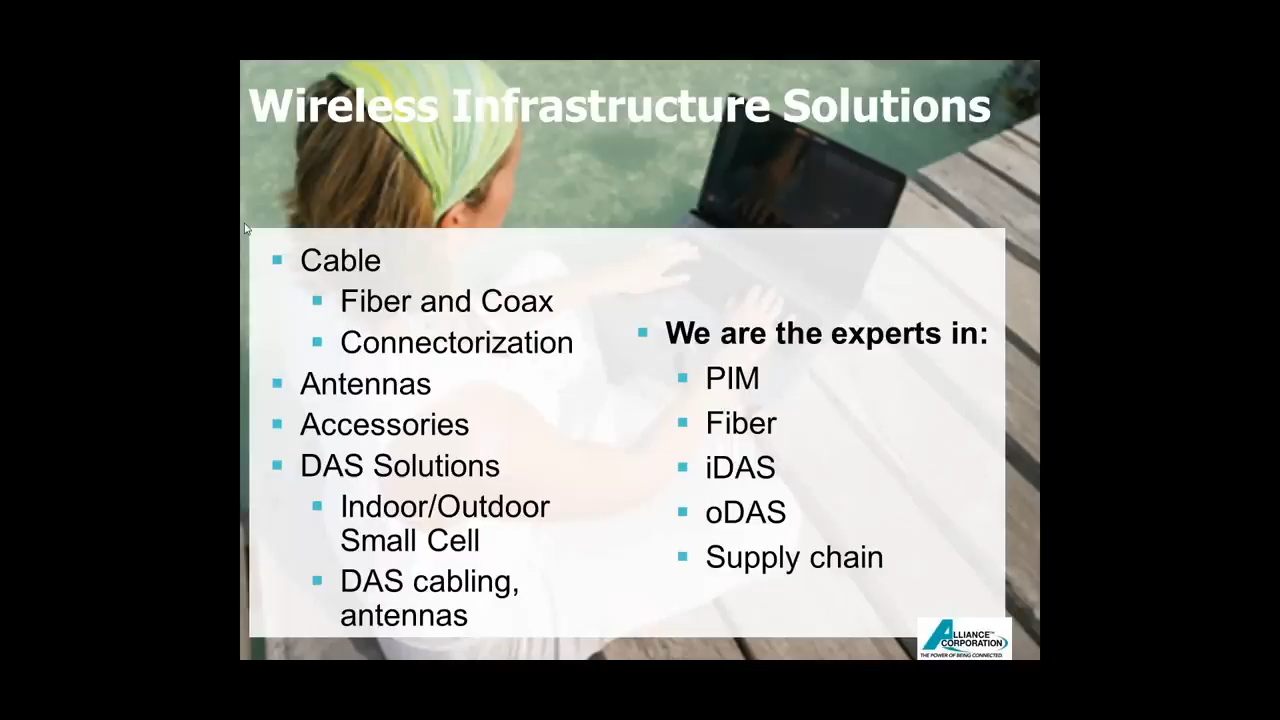 Wireless Infrastructure Solutions
Cable
Fiber and Coax
Connectorization
Antennas
Accessories
DAS Solutions
Indoor/Outdoor
Small Cell
DAS cabling,
antennas
We are the experts in:
PIM
Fiber
iDAS
oDAS
Supply chain
ALLIANCE™
CORPORATION
THE POWER OF BEING CONNECTED.